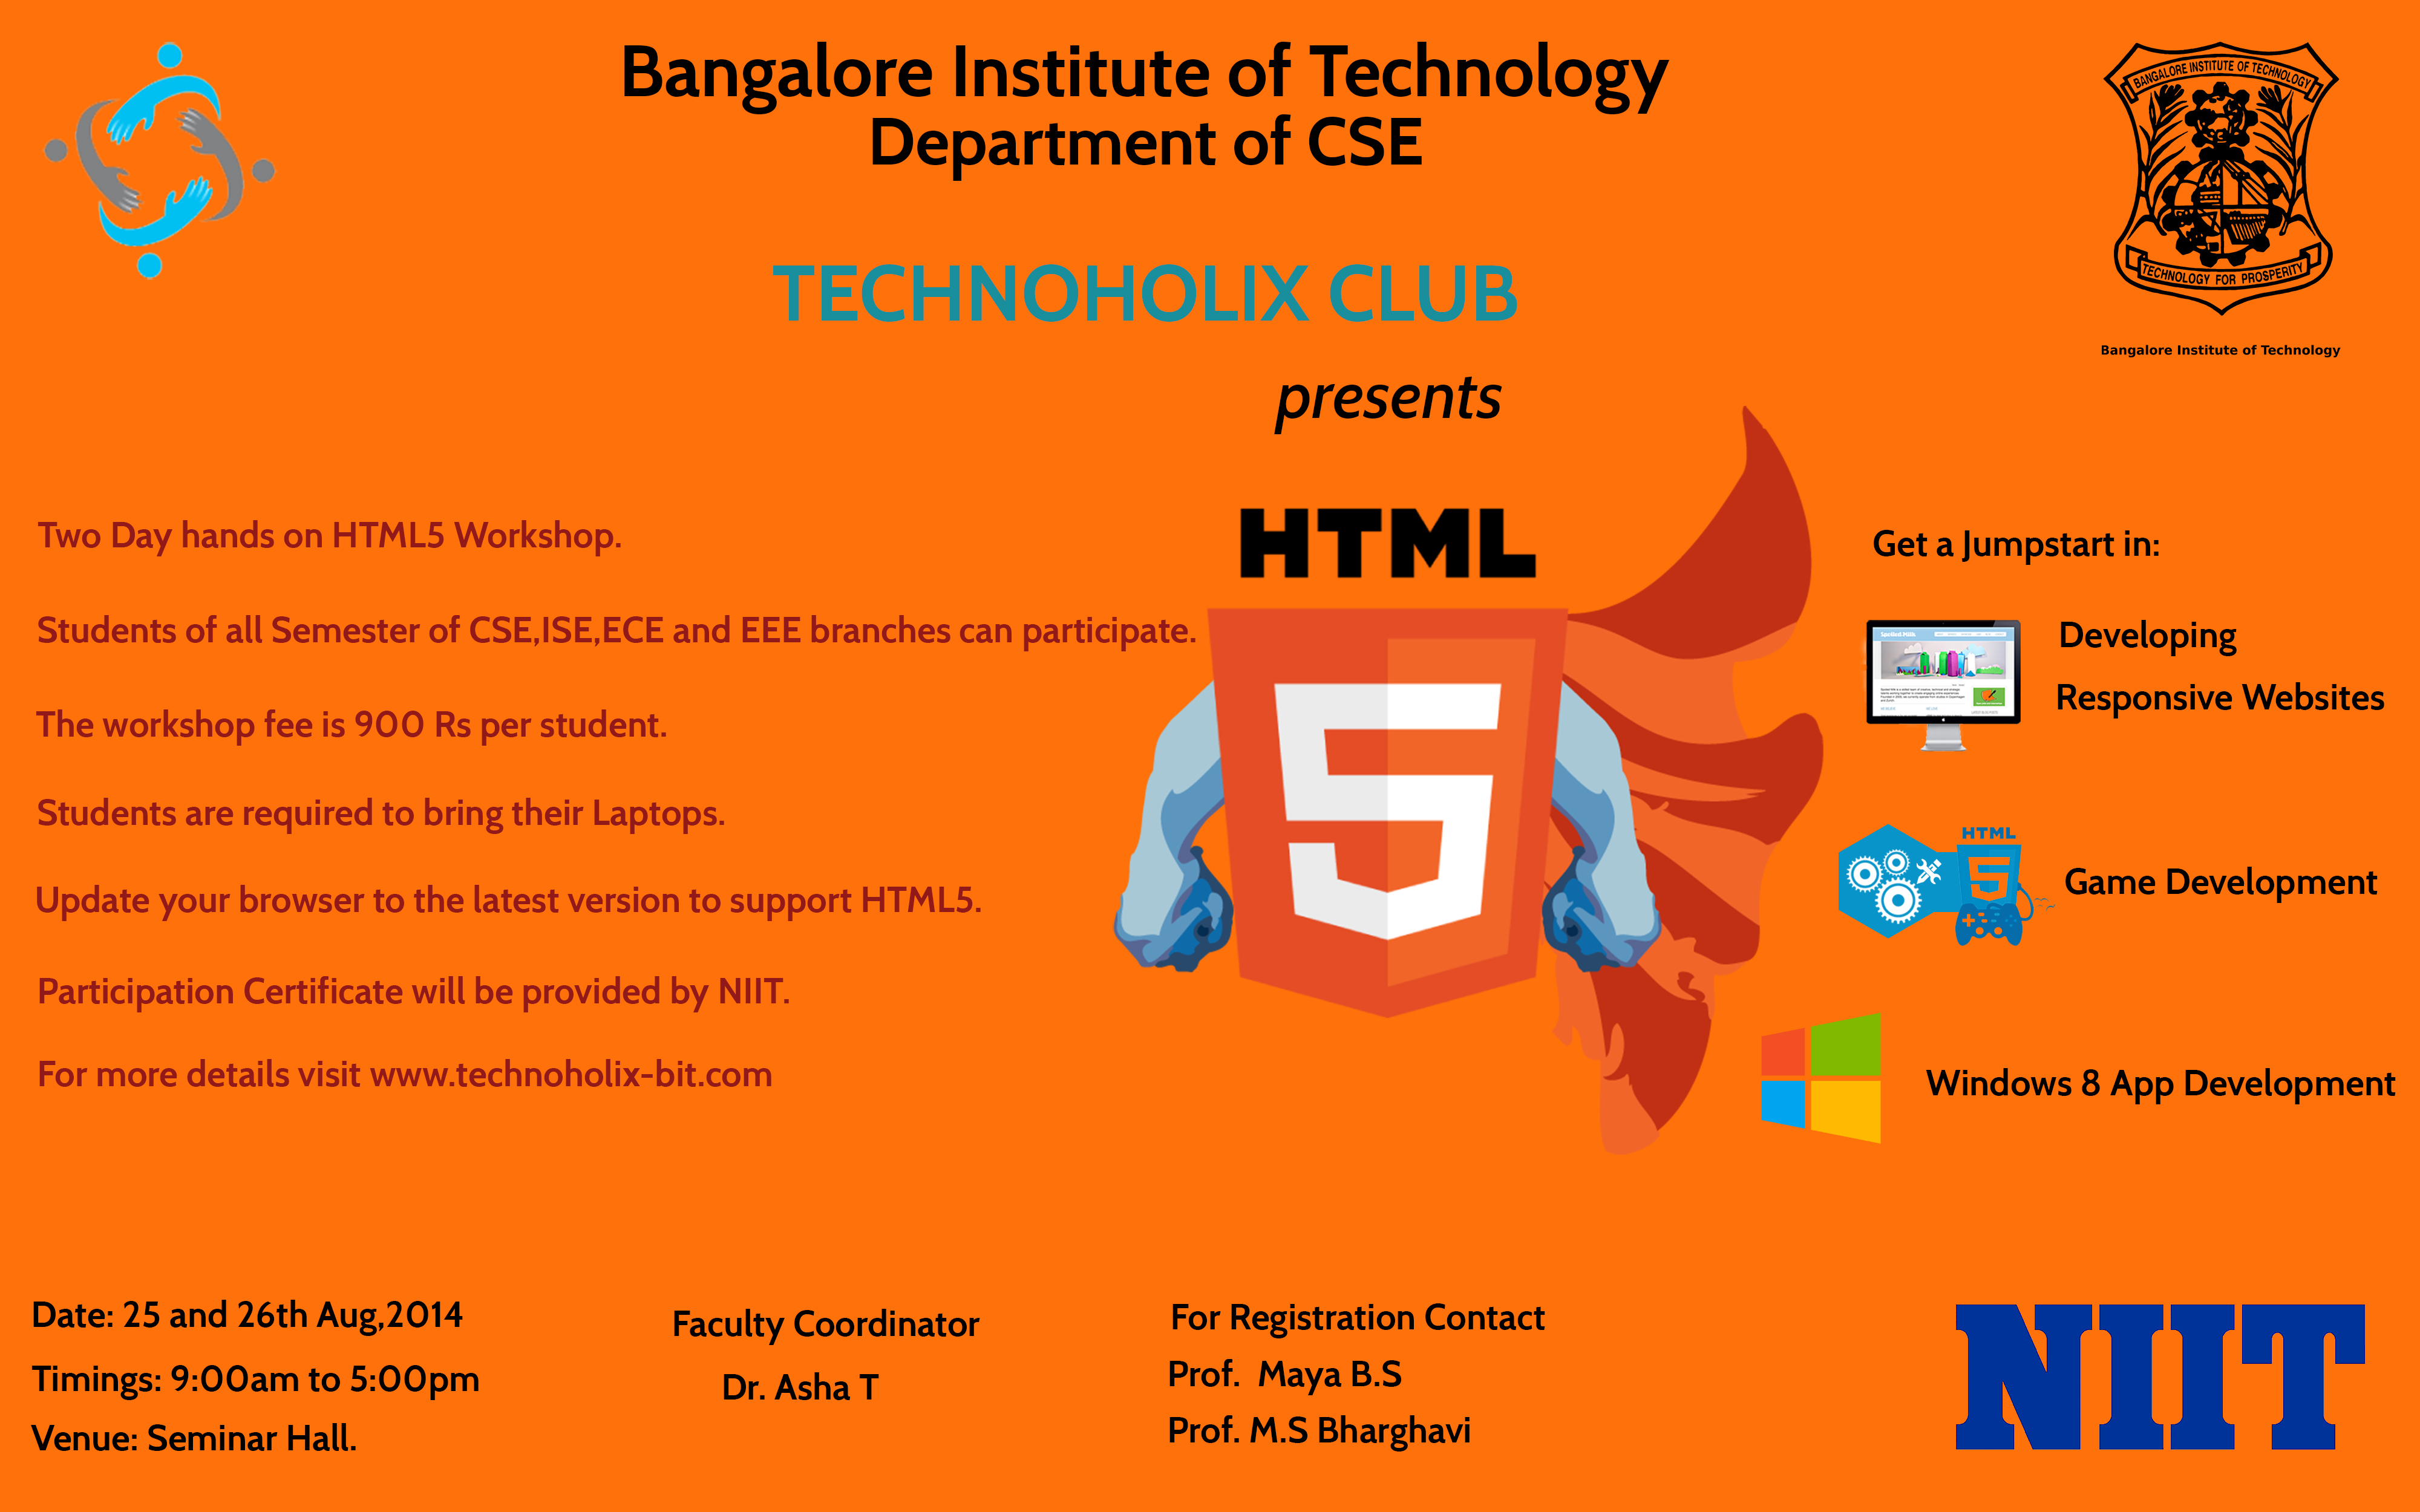 Bangalore Institute of Technology
Department of CSE
BANGALORE INSTITUTE OF TECHNOLOGY
TECHNOLOGY FOR PROSPERITY
Bangalore Institute of Technology
TECHNOHOLIX CLUB
presents
Two Day hands on HTML5 Workshop.
Students of all Semester of CSE,ISE,ECE and EEE branches can participate.
The workshop fee is 900 Rs per student.
Students are required to bring their Laptops.
Update your browser to the latest version to support HTML5.
Participation Certificate will be provided by NIIT.
For more details visit www.technoholix-bit.com
HTML
5
Get a Jumpstart in:
Developing
Responsive Websites
HTML
5
Game Development
Windows 8 App Development
Date: 25 and 26th Aug,2014
Timings: 9:00am to 5:00pm
Venue: Seminar Hall.
Faculty Coordinator
Dr. Asha T
For Registration Contact
Prof. Maya B.S
Prof. M.S Bharghavi
NIIT